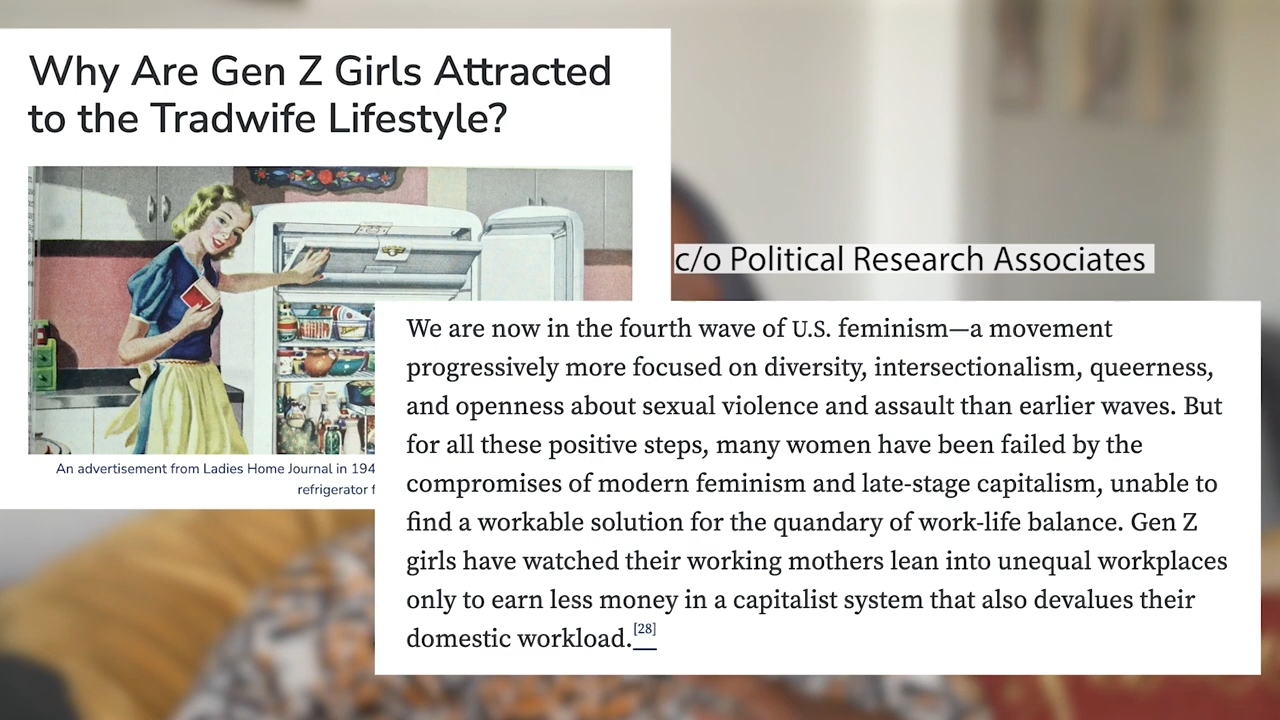 Why Are Gen Z Girls Attracted
to the Tradwife Lifestyle?
An advertisement from Ladies Home Journal in 194
refrigerator
c/o Political Research Associates
We are now in the fourth wave of U.S. feminism—a movement
progressively more focused on diversity, intersectionalism, queerness,
and openness about sexual violence and assault than earlier waves. But
for all these positive steps, many women have been failed by the
compromises of modern feminism and late-stage capitalism, unable to
find a workable solution for the quandary of work-life balance. Gen Z
girls have watched their working mothers lean into unequal workplaces
only to earn less money in a capitalist system that also devalues their
domestic workload.[28]